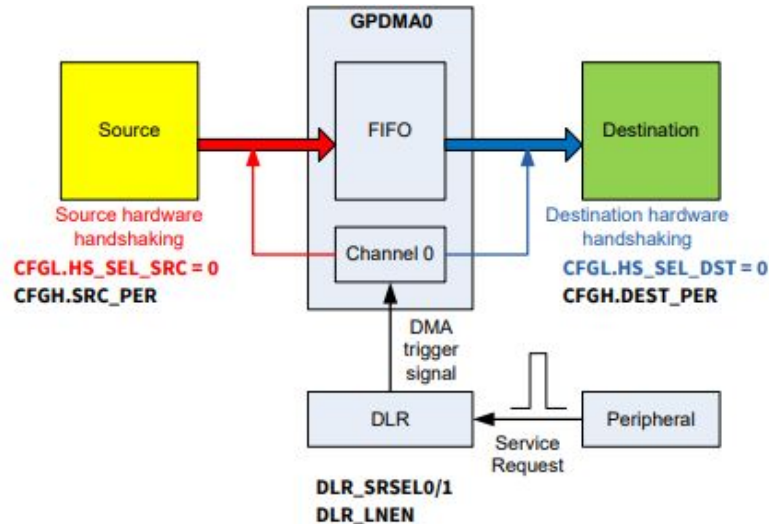 GPDMA0
Source
FIFO
Destination
Source hardware
handshaking
CFGL.HS_SEL_SRC = 0
CFGH.SRC_PER
Channel 0
Destination hardware
handshaking
CFGL.HS_SEL_DST = 0
CFGH.DEST_PER
DMA
trigger
signal
DLR
Peripheral
Service
Request
DLR_SRSEL0/1
DLR_LNEN